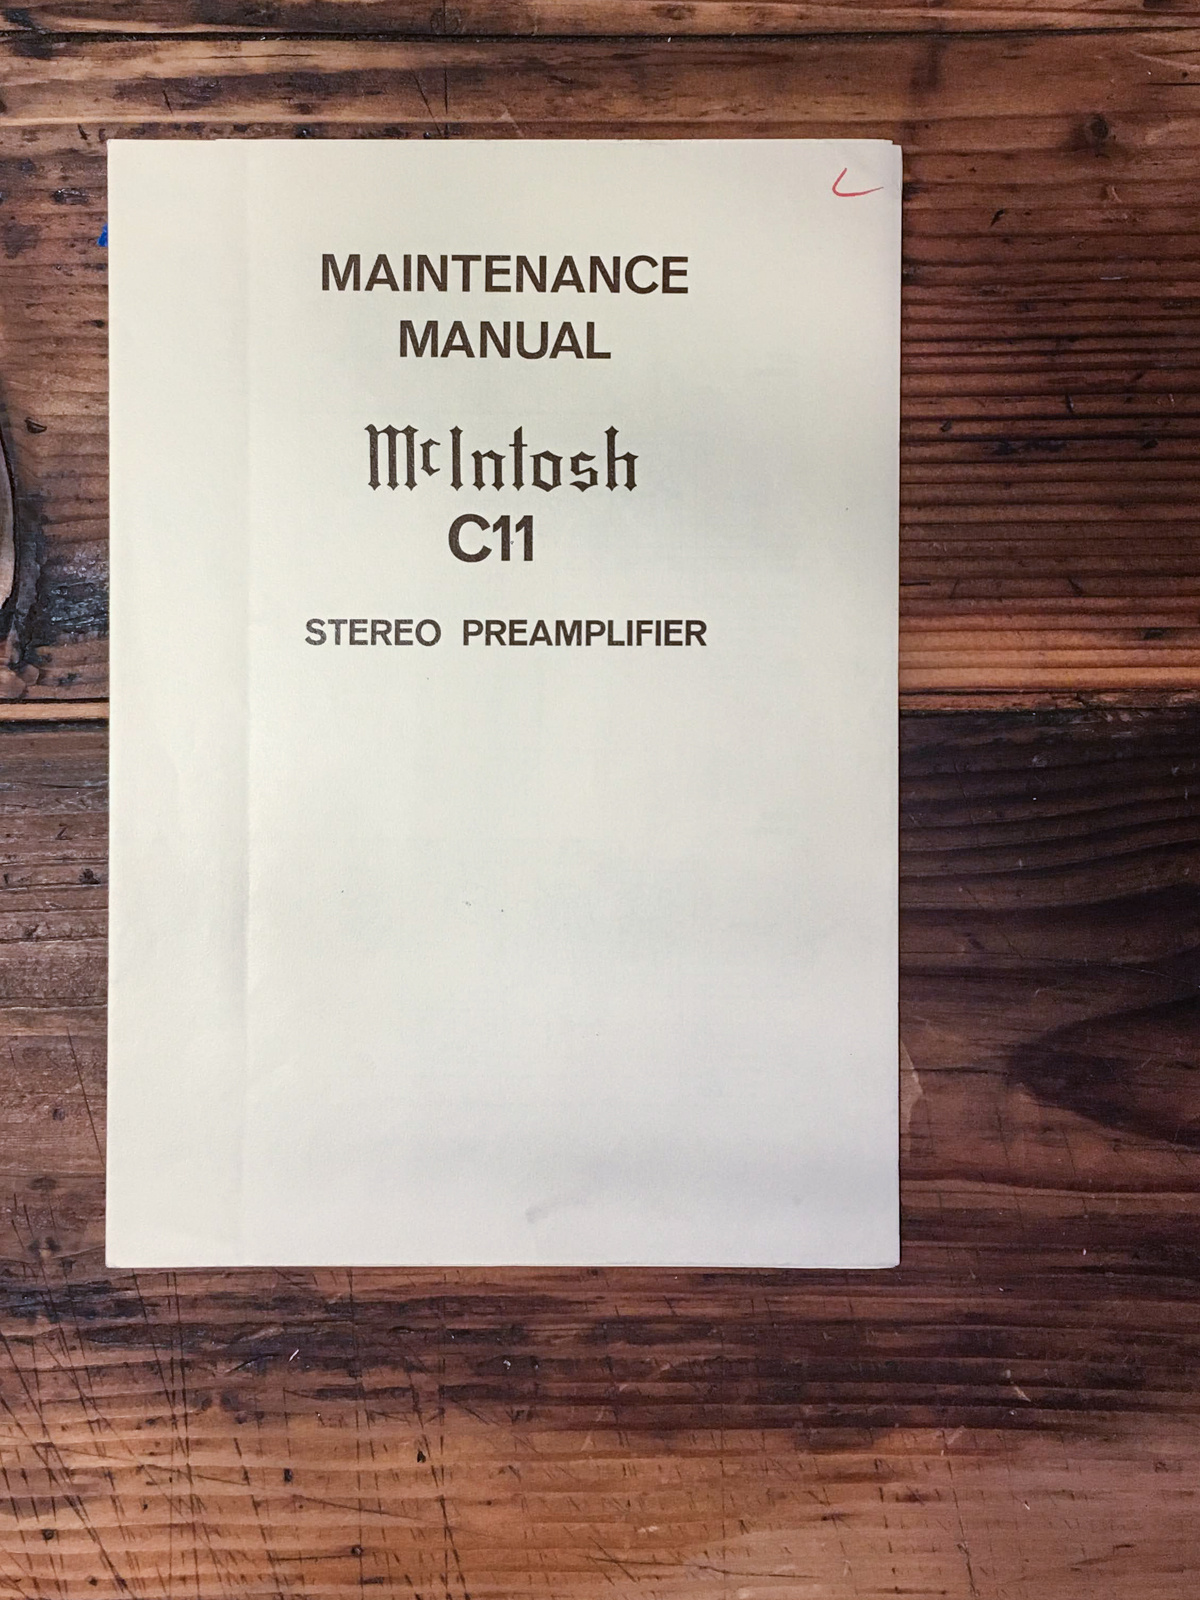 MAINTENANCE
MANUAL
McIntosh
C11
STEREO PREAMPLIFIER